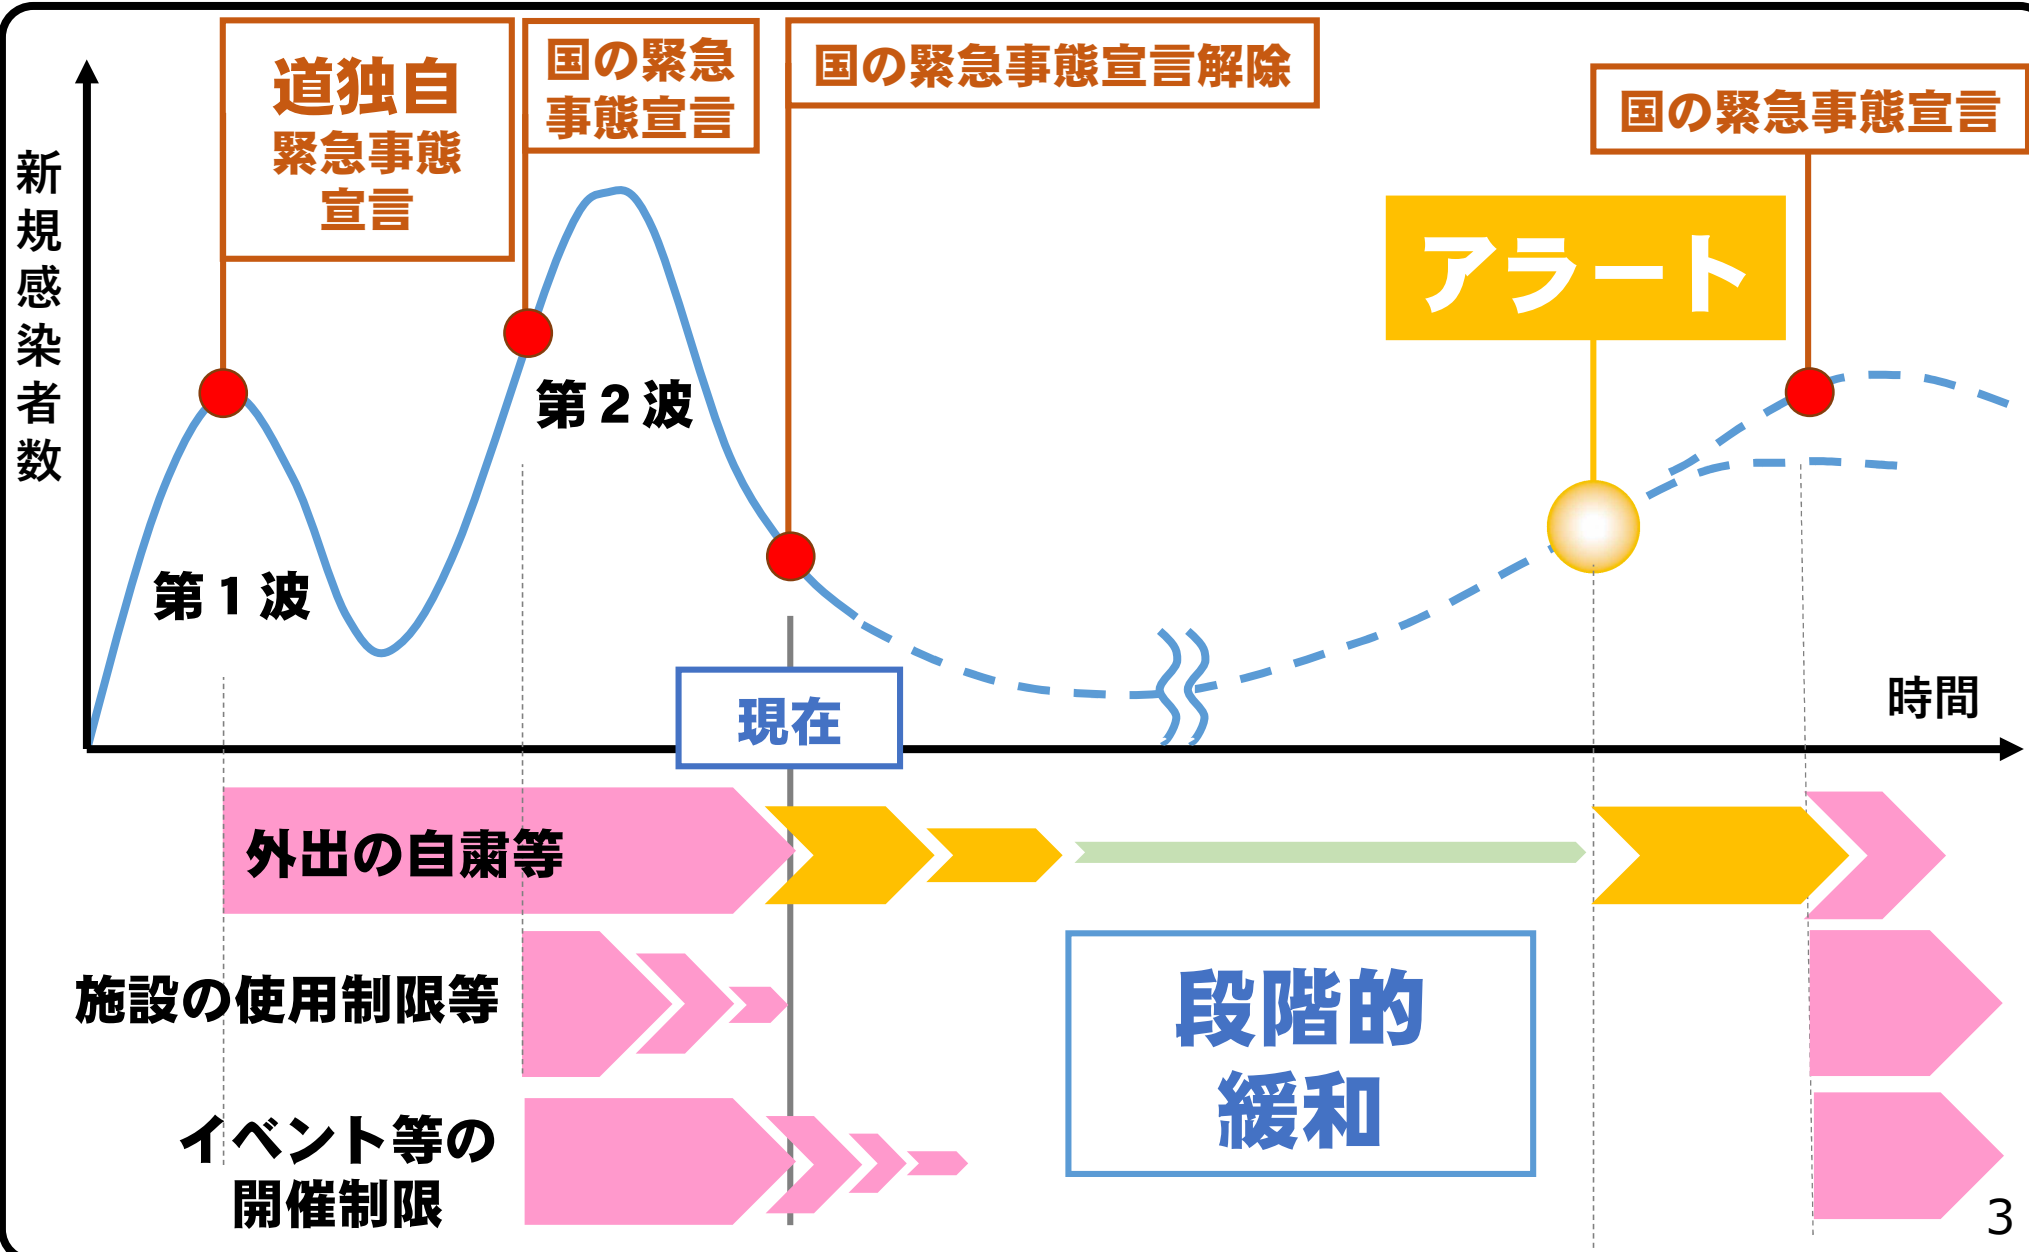 道独自
緊急事態
宣言
国の緊急
事態宣言
国の緊急事態宣言解除
国の緊急事態宣言
アラート
新規感染者数
第1波
第2波
現在
時間
外出の自粛等
施設の使用制限等
イベント等の
開催制限
段階的
緩和
3